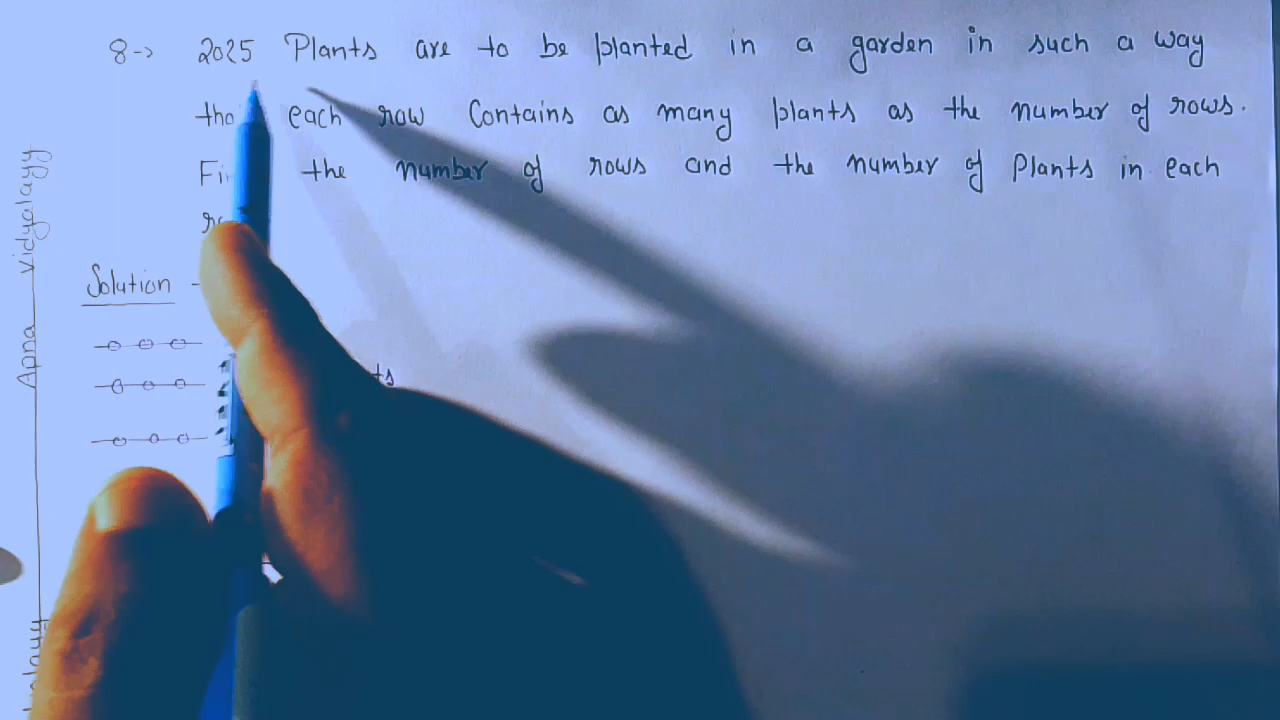 8-> 2025 Plants are to be planted in a garden in such a way
each row Contains as many plants as the number of rows.
the number of rows and the number of Plants in each
Solution -
Apna vidyalayy